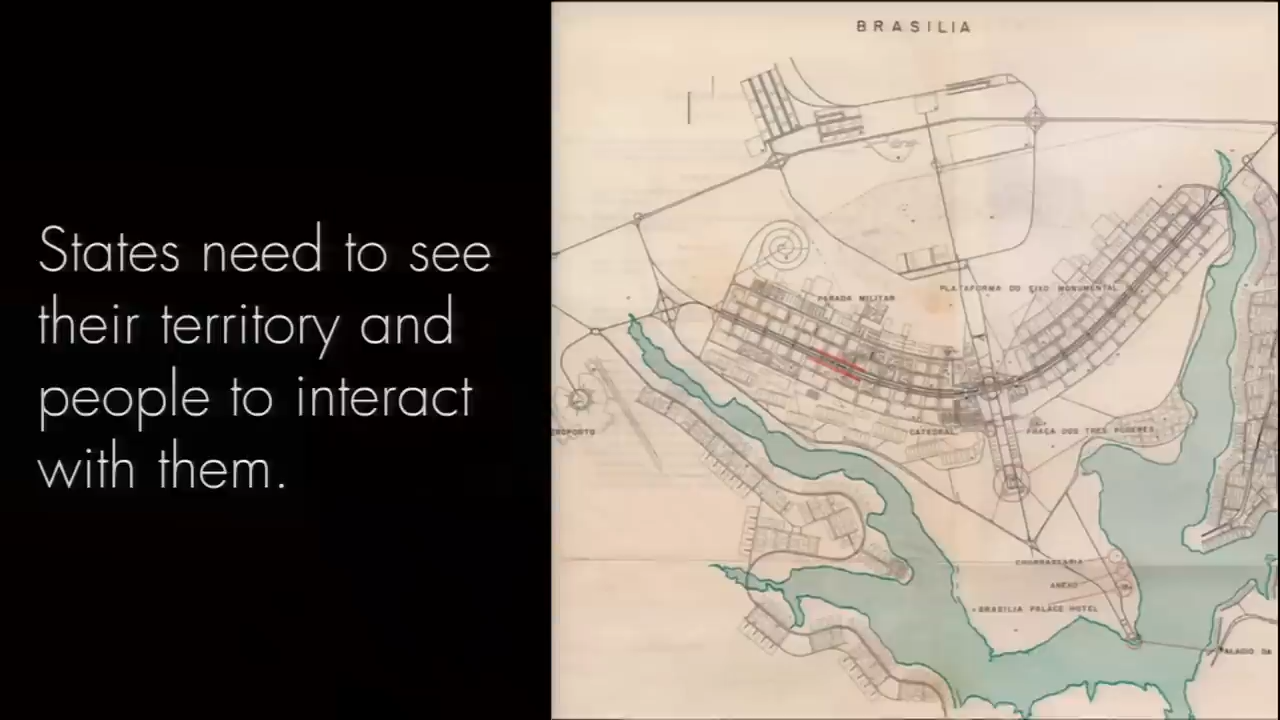 States need to see
their territory and
people to interact
with them.
BRASILIA
PARADA MILITAR
PLATAFORMA DO EIXO MONUMENTAL
CATEDRAL
PRAÇA DOS TRES PODERES
CHURRASCARIA
ANEXO
BRASILIA PALACE HOTEL